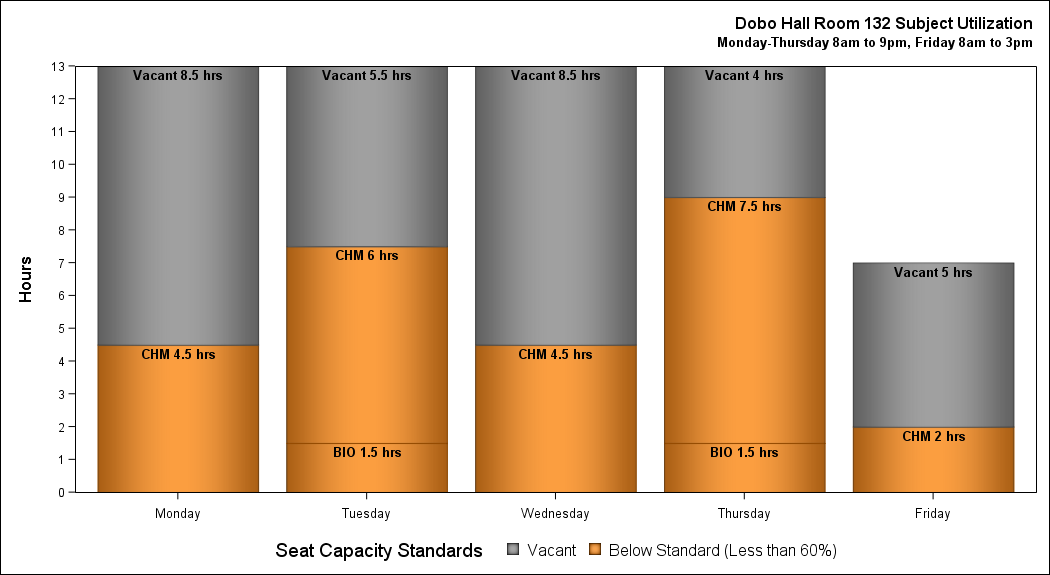 Dobo Hall Room 132 Subject Utilization
Monday-Thursday 8am to 9pm, Friday 8am to 3pm
Hours
13
12
11
10
9
8
7
6
5
4
3
2
1
0
Vacant 8.5 hrs
CHM 4.5 hrs
Vacant 5.5 hrs
CHM 6 hrs
BIO 1.5 hrs
Vacant 8.5 hrs
CHM 4.5 hrs
Vacant 4 hrs
CHM 7.5 hrs
BIO 1.5 hrs
Vacant 5 hrs
CHM 2 hrs
Monday Tuesday Wednesday Thursday Friday
Seat Capacity Standards Vacant Below Standard (Less than 60%)